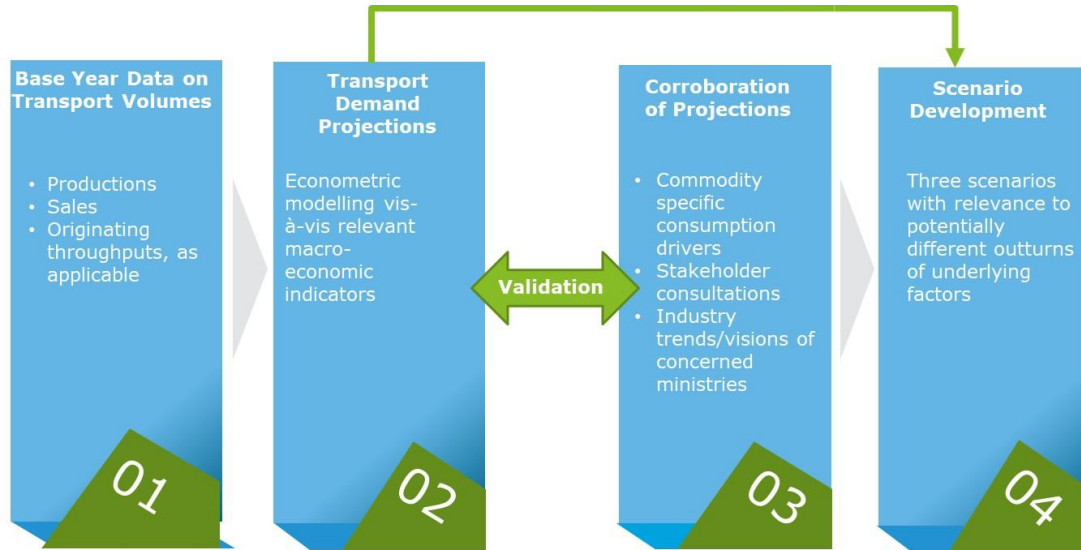 Base Year Data on
Transport Volumes
• Productions
• Sales
• Originating
throughputs, as
applicable
01
Transport
Demand
Projections
Econometric
modelling vis-
à-vis relevant
macro-
economic
indicators
02
Validation
Corroboration
of Projections
• Commodity
specific
consumption
drivers
• Stakeholder
consultations
• Industry
trends/visions of
concerned
ministries
03
Scenario
Development
Three scenarios
with relevance to
potentially
different outturns
of underlying
factors
04